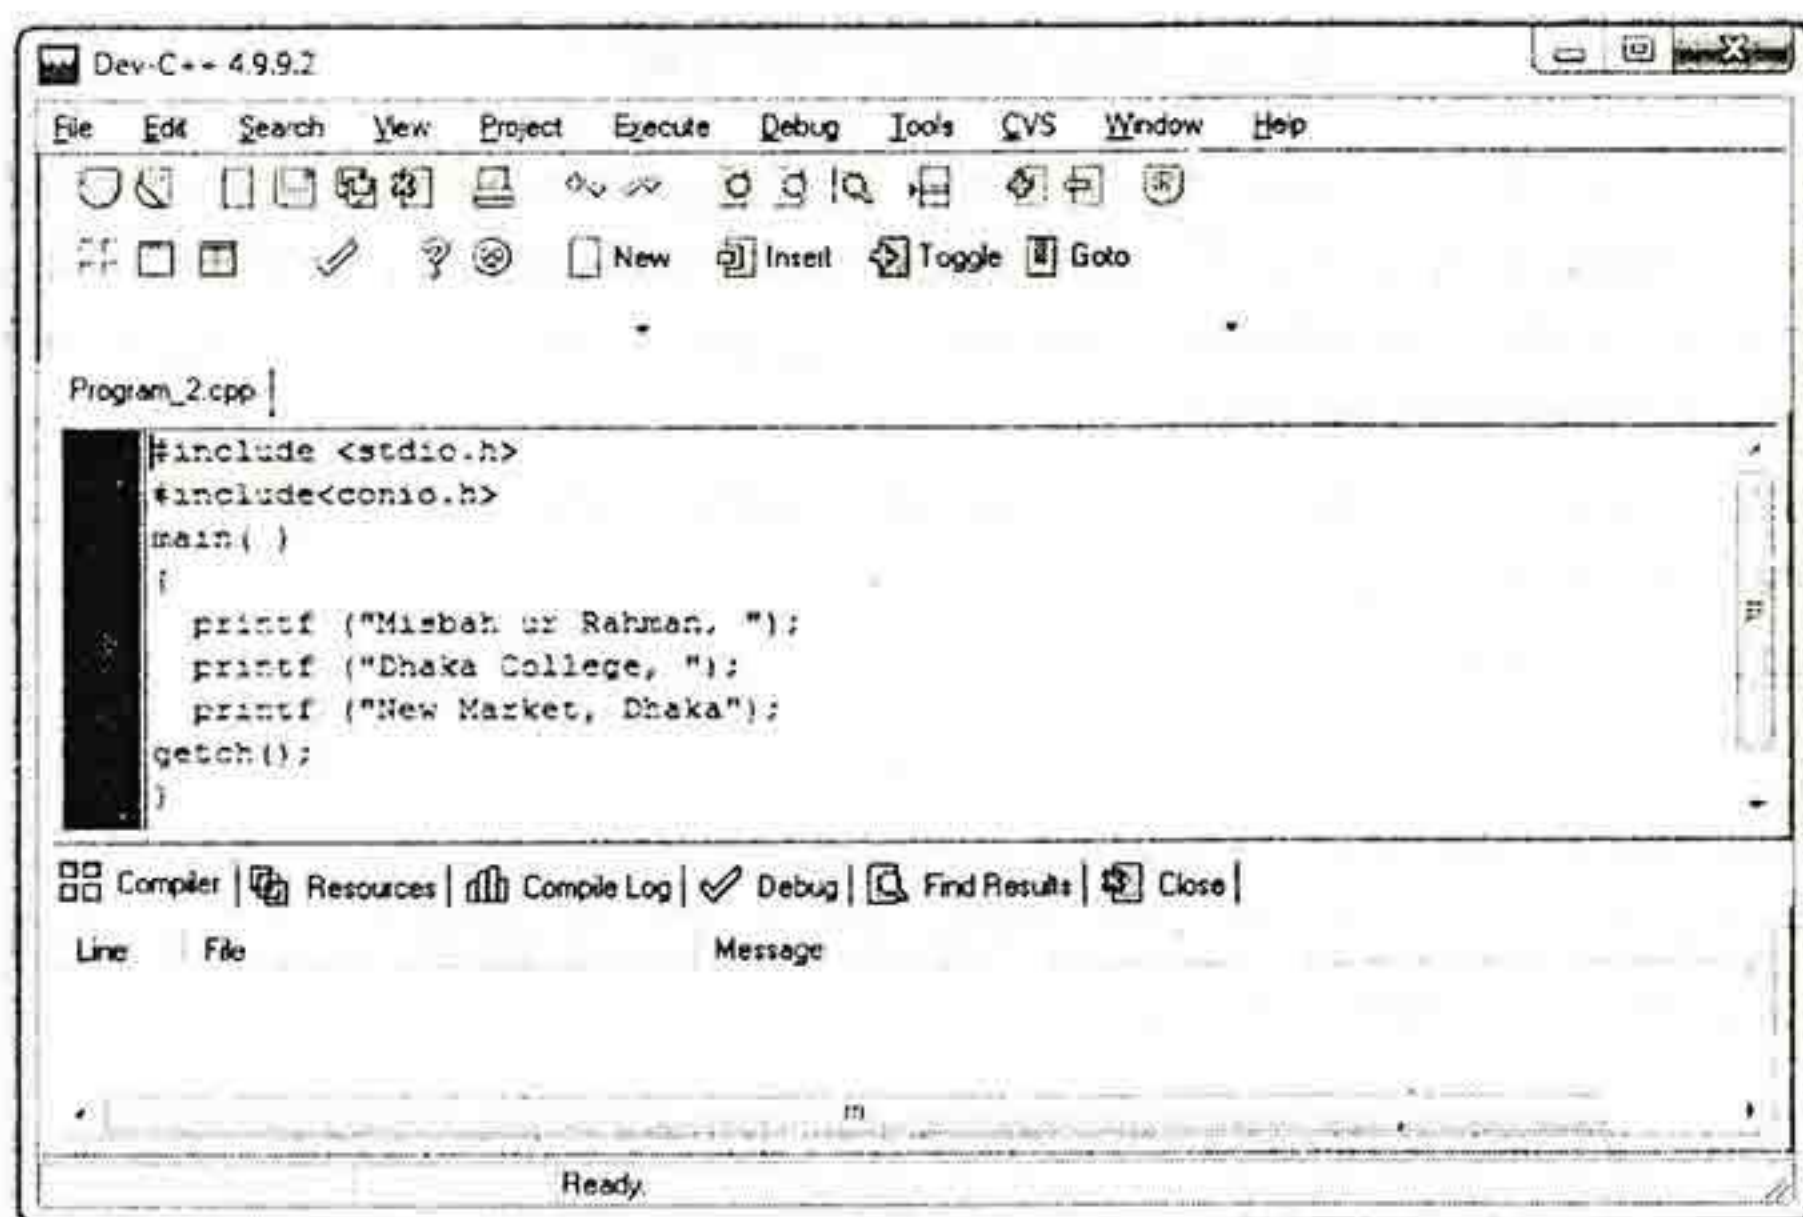 Dev-C++ 4.9.9.2
File Edit Search View Project Execute Debug Tools CVS Window Help
New Insert Toggle Goto
Program_2.cpp
#include <stdio.h>
#include<conio.h>
main( )
{
printf ("Misbah ur Rahman, ");
printf ("Dhaka College, ");
printf ("New Market, Dhaka");
getch();
}
Compiler Resources Compile Log Debug Find Results Close
Line File Message
Ready.